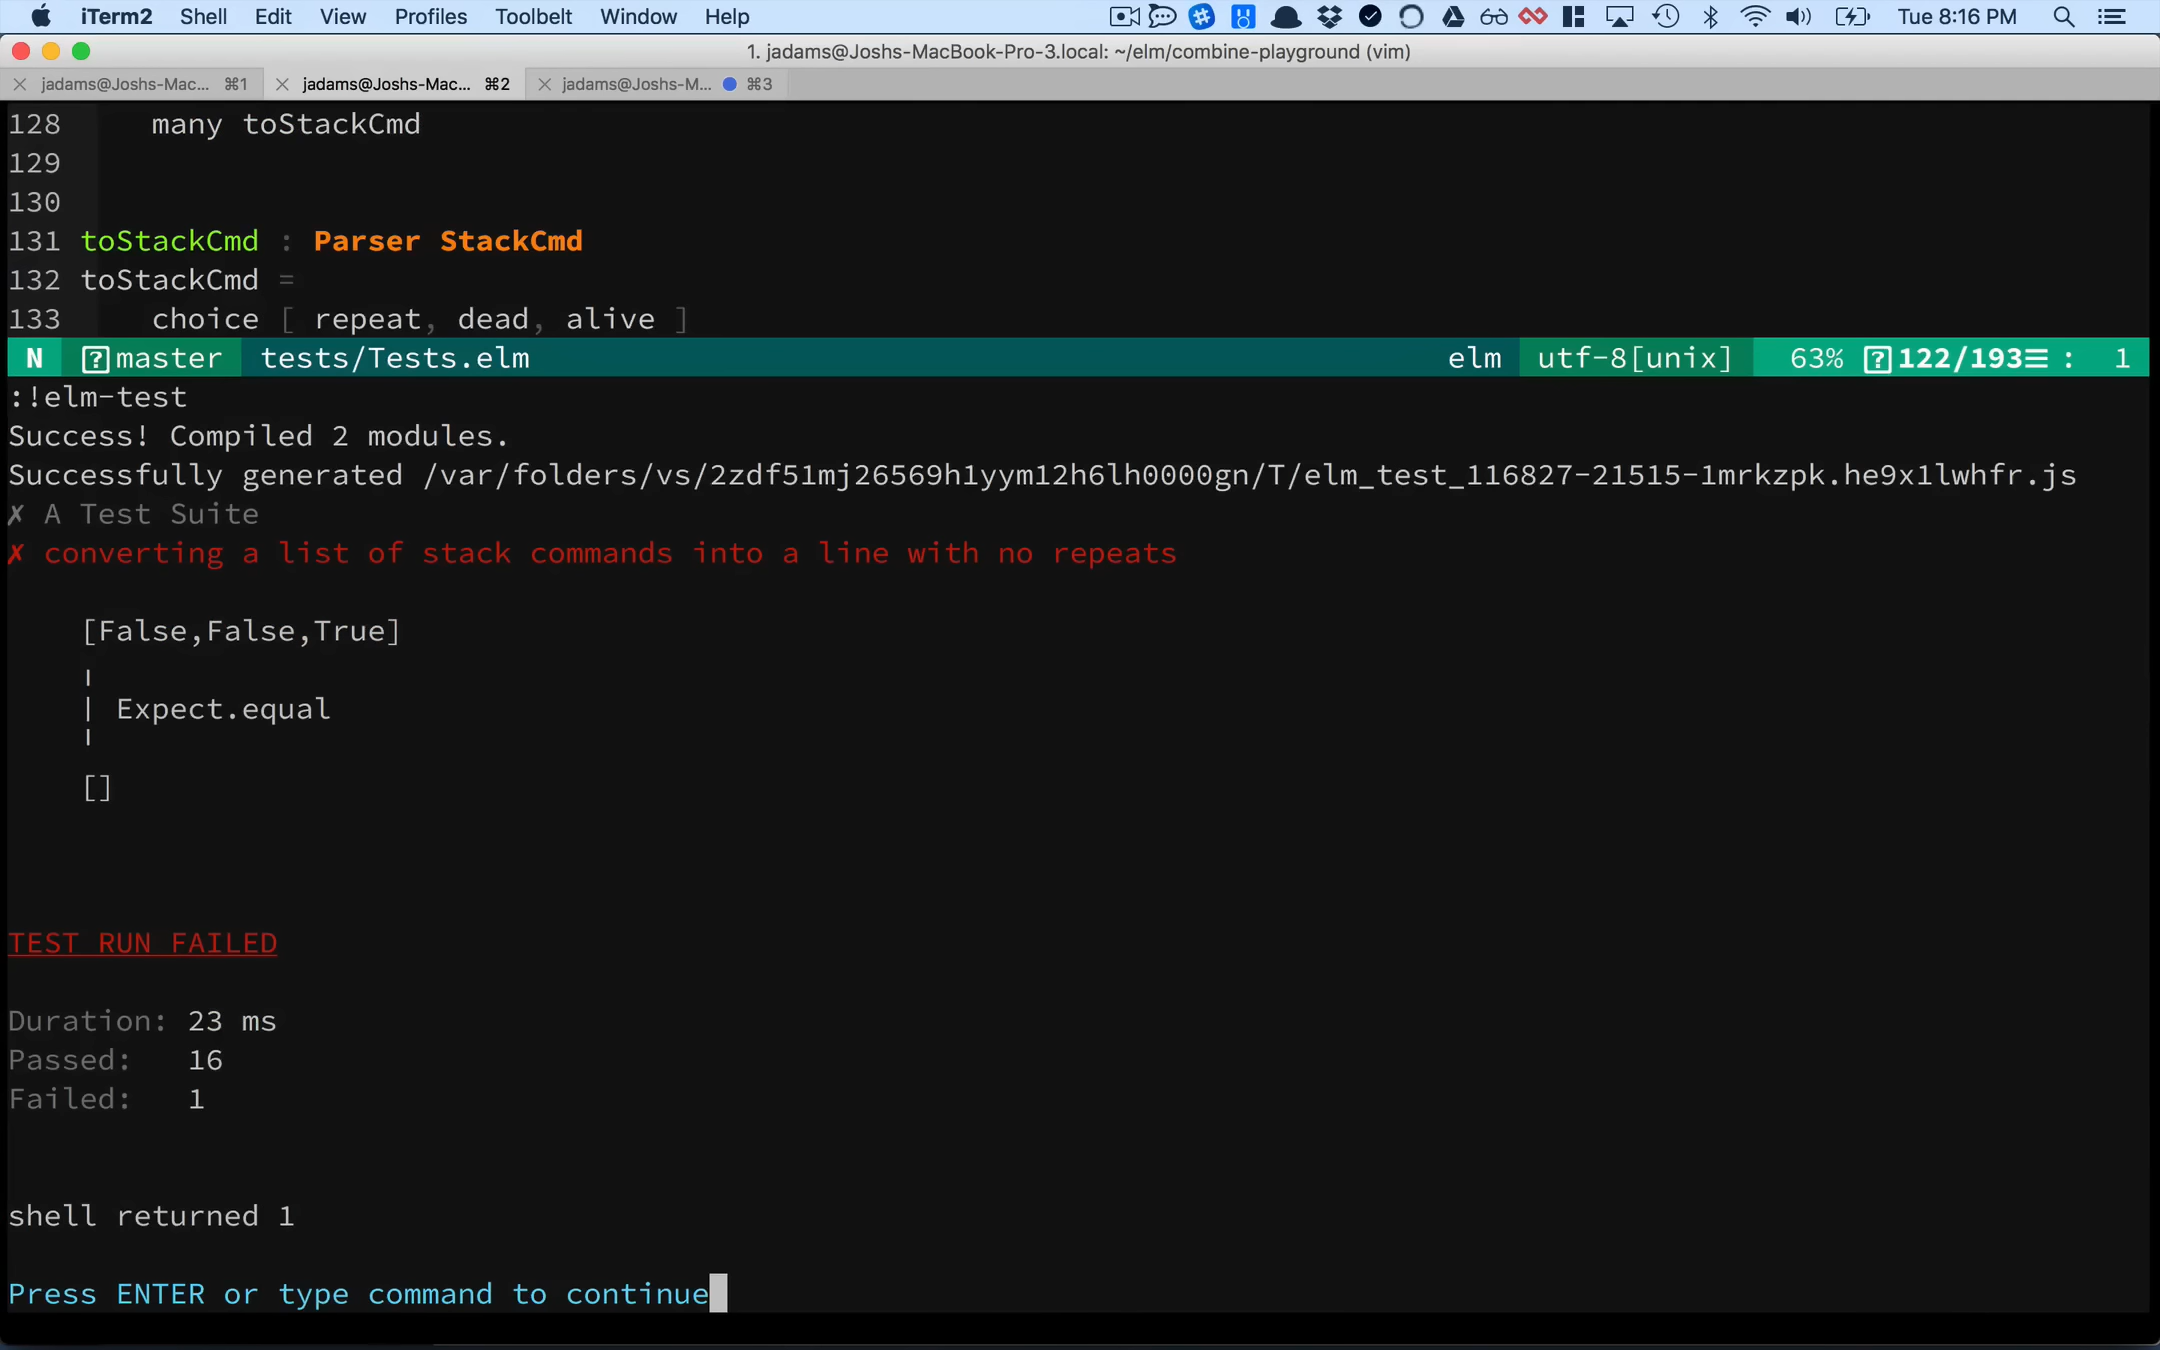 iTerm2 Shell Edit View Profiles Toolbelt Window Help Tue 8:16 PM
1. jadams@Joshs-MacBook-Pro-3.local: ~/elm/combine-playground (vim)
jadams@Joshs-Mac... ⌘1 jadams@Joshs-Mac... ⌘2 jadams@Joshs-M... ⌘3
128 many toStackCmd
129
130
131 toStackCmd : Parser StackCmd
132 toStackCmd =
133 choice [ repeat, dead, alive ]
N ?master tests/Tests.elm elm utf-8[unix] 63% ?122/193☰ : 1
:!elm-test
Success! Compiled 2 modules.
Successfully generated /var/folders/vs/2zdf51mj26569h1yym12h6lh0000gn/T/elm_test_116827-21515-1mrkzpk.he9x1lwhfr.js
✗ A Test Suite
✗ converting a list of stack commands into a line with no repeats
[False,False,True]
╷
│ Expect.equal
╵
[]
TEST RUN FAILED
Duration: 23 ms
Passed: 16
Failed: 1
shell returned 1
Press ENTER or type command to continue